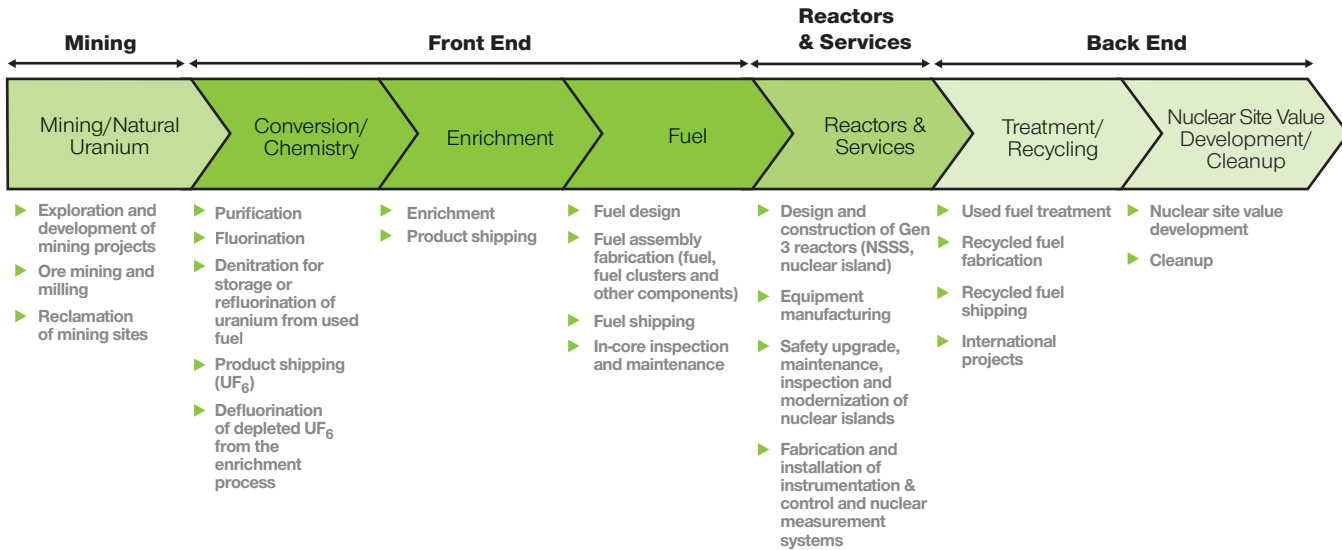 Mining
Front End
Reactors
& Services
Back End
Mining/Natural
Uranium
Conversion/
Chemistry
Enrichment
Fuel
Reactors &
Services
Treatment/
Recycling
Nuclear Site Value
Development/
Cleanup
Exploration and
development of
mining projects
Ore mining and
milling
Reclamation
of mining sites
Purification
Fluorination
Denitration for
storage or
refluorination of
uranium from used
fuel
Product shipping
(UF6)
Defluorination
of depleted UF6
from the
enrichment
process
Enrichment
Product shipping
Fuel design
Fuel assembly
fabrication (fuel,
fuel clusters and
other components)
Fuel shipping
In-core inspection
and maintenance
Design and
construction of Gen
3 reactors (NSSS,
nuclear island)
Equipment
manufacturing
Safety upgrade,
maintenance,
inspection and
modernization of
nuclear islands
Fabrication and
installation of
instrumentation &
control and nuclear
measurement
systems
Used fuel treatment
Recycled fuel
fabrication
Recycled fuel
shipping
International
projects
Nuclear site value
development
Cleanup